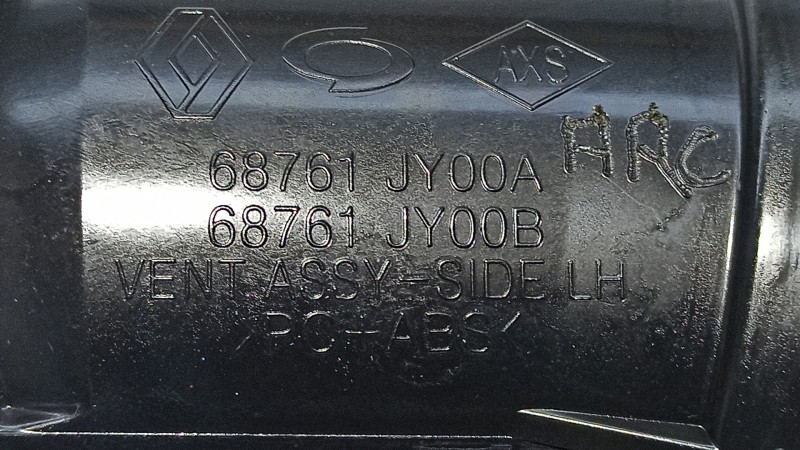 AXS
ARC
68761 JY00A
68761 JY00B
VENT ASSY-SIDE LH
>PC-ABS<